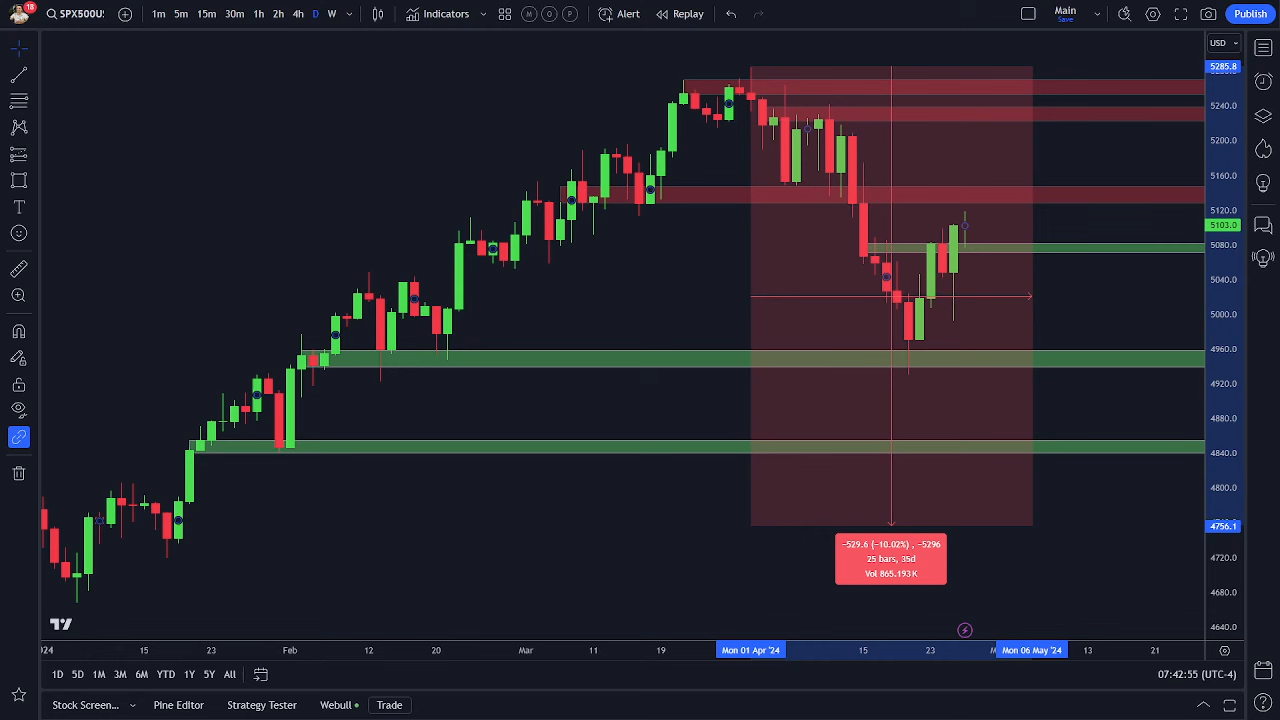 18
SPX500U
1m 5m 15m 30m 1h 2h 4h D W
Indicators
M O P
Alert
Replay
Main
Save
Publish
USD
5285.8
5240.0
5200.0
5160.0
5120.0
5103.0
5080.0
5040.0
5000.0
4960.0
4920.0
4880.0
4840.0
4800.0
4756.1
4720.0
4680.0
4640.0
−529.6 (−10.02%) , −5296
25 bars, 35d
Vol 865.193 K
15 23 Feb 12 20 Mar 11 19 Mon 01 Apr '24 15 23 Mon 06 May '24 13 21
1D 5D 1M 3M 6M YTD 1Y 5Y All
07:42:55 (UTC-4)
Stock Screen... Pine Editor Strategy Tester Webull Trade